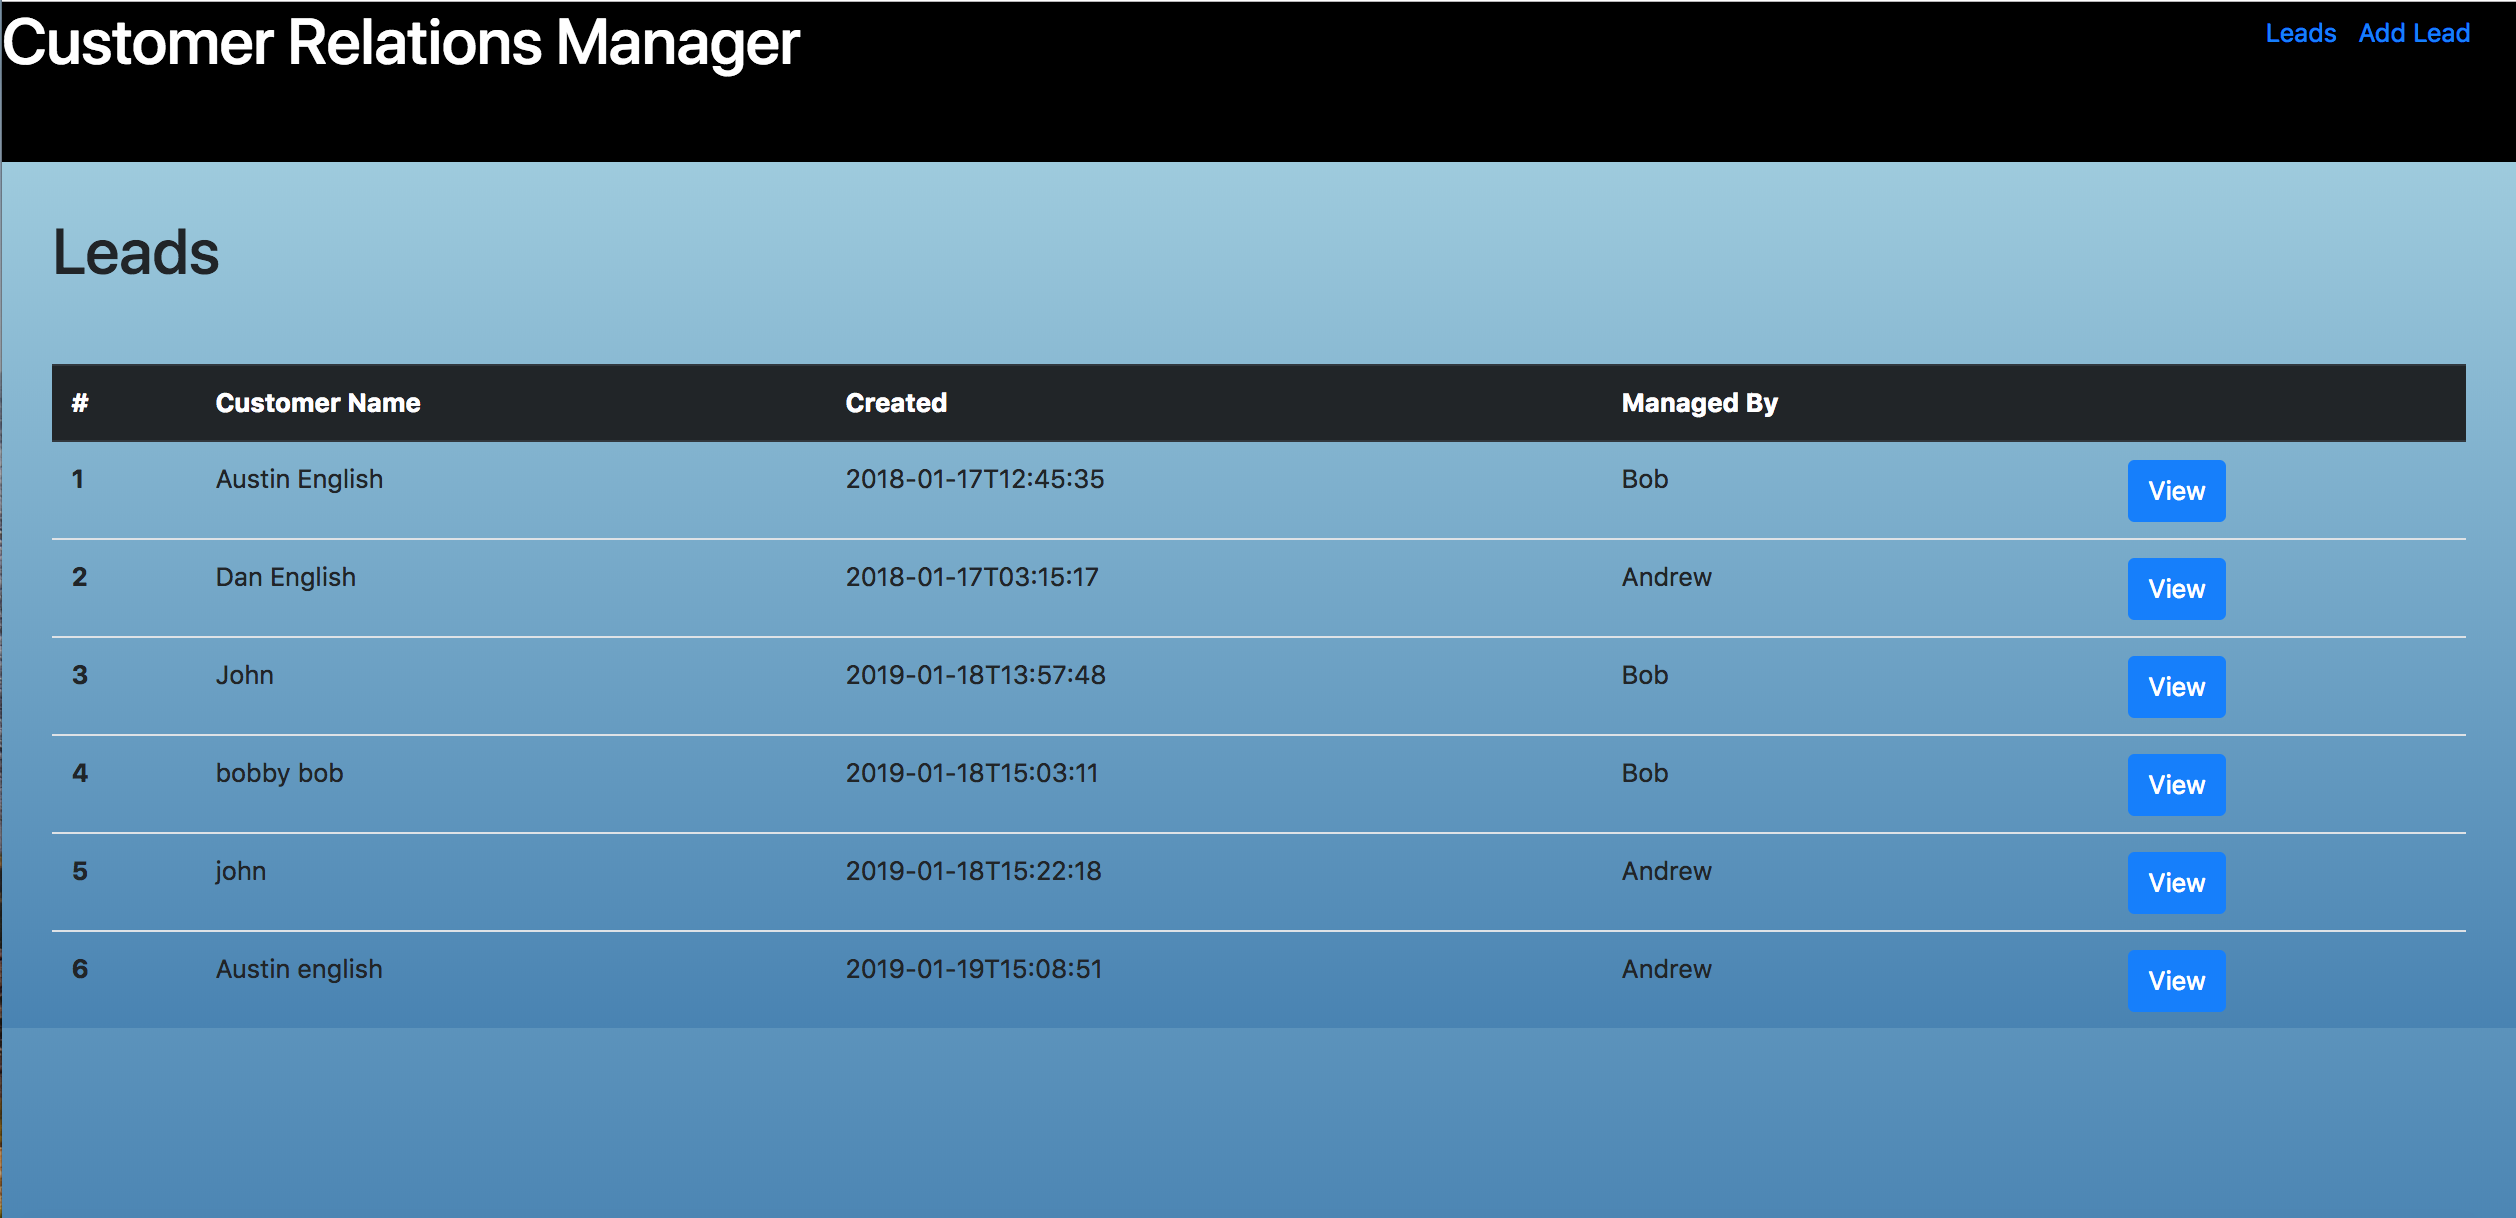 Customer Relations Manager
Leads Add Lead
Leads
# Customer Name Created Managed By
1 Austin English 2018-01-17T12:45:35 Bob View
2 Dan English 2018-01-17T03:15:17 Andrew View
3 John 2019-01-18T13:57:48 Bob View
4 bobby bob 2019-01-18T15:03:11 Bob View
5 john 2019-01-18T15:22:18 Andrew View
6 Austin english 2019-01-19T15:08:51 Andrew View